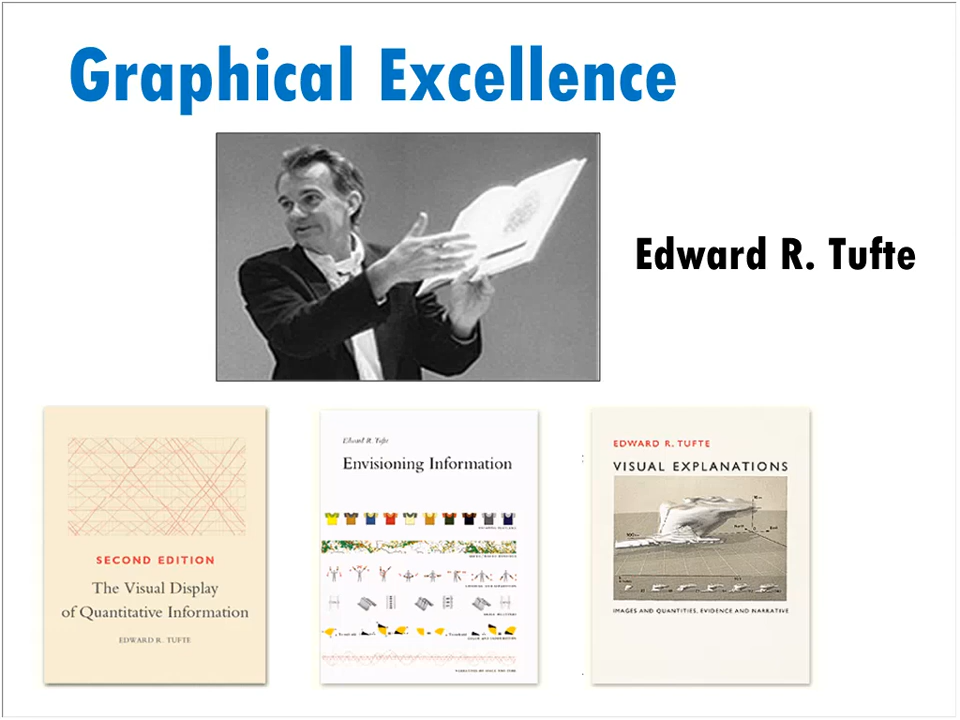 Graphical Excellence
Edward R. Tufte
SECOND EDITION
The Visual Display
of Quantitative Information
EDWARD R. TUFTE
Edward R. Tufte
Envisioning Information
EDWARD R. TUFTE
VISUAL EXPLANATIONS
IMAGES AND QUANTITIES, EVIDENCE AND NARRATIVE